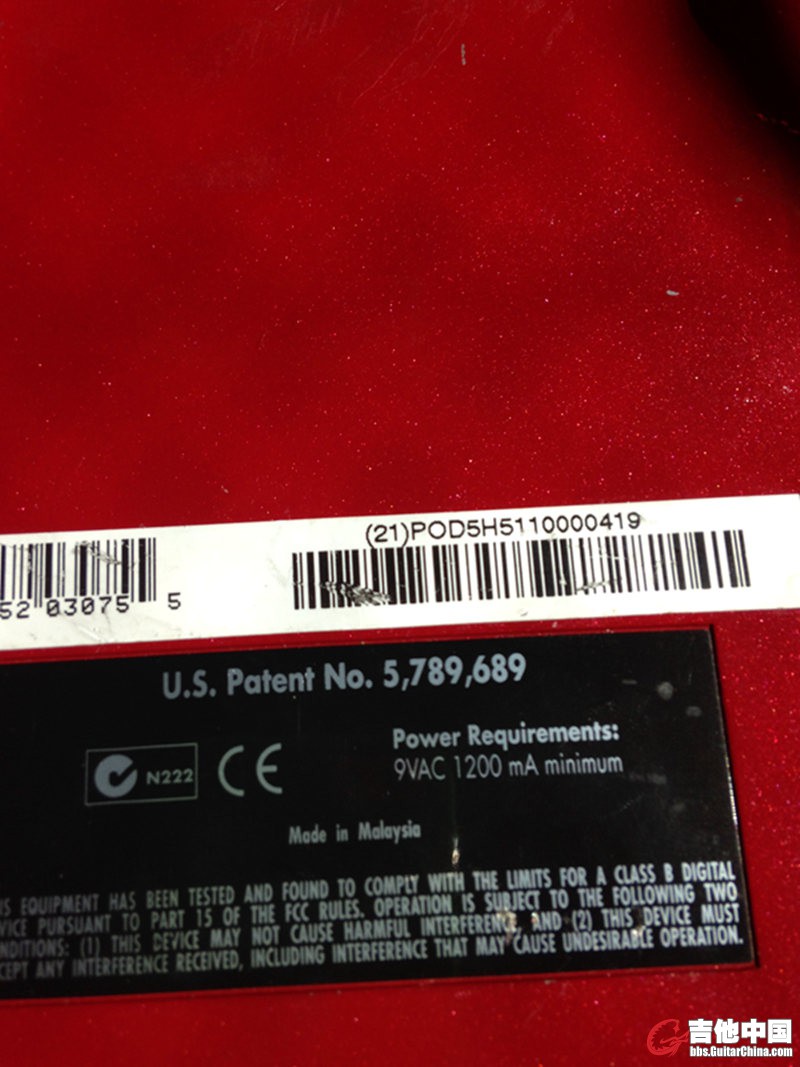 (21)POD5H5110000419
52 03075 5
U.S. Patent No. 5,789,689
N222 CE
Power Requirements:
9VAC 1200 mA minimum
Made in Malaysia
IS EQUIPMENT HAS BEEN TESTED AND FOUND TO COMPLY WITH THE LIMITS FOR A CLASS B DIGITAL
VICE PURSUANT TO PART 15 OF THE FCC RULES. OPERATION IS SUBJECT TO THE FOLLOWING TWO
NDITIONS: (1) THIS DEVICE MAY NOT CAUSE HARMFUL INTERFERENCE, AND (2) THIS DEVICE MUST
CEPT ANY INTERFERENCE RECEIVED, INCLUDING INTERFERENCE THAT MAY CAUSE UNDESIRABLE OPERATION.
吉他中国
bbs.GuitarChina.com